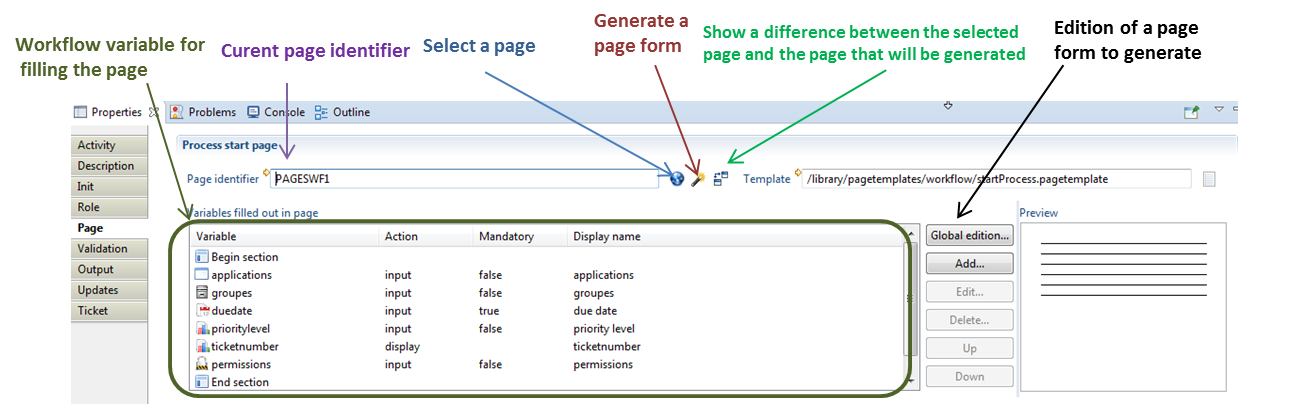 Workflow variable for
filling the page
Curent page identifier
Select a page
Generate a
page form
Show a difference between the selected
page and the page that will be generated
Edition of a page
form to generate
Properties Problems Console Outline
Activity
Description
Init
Role
Page
Validation
Output
Updates
Ticket
Process start page
Page identifier PAGESWF1 Template /library/pagetemplates/workflow/startProcess.pagetemplate
Variables filled out in page
Variable Action Mandatory Display name
Begin section
applications input false applications
groupes input false groupes
duedate input true due date
prioritylevel input false priority level
ticketnumber display ticketnumber
permissions input false permissions
End section
Global edition...
Add...
Edit...
Delete...
Up
Down
Preview